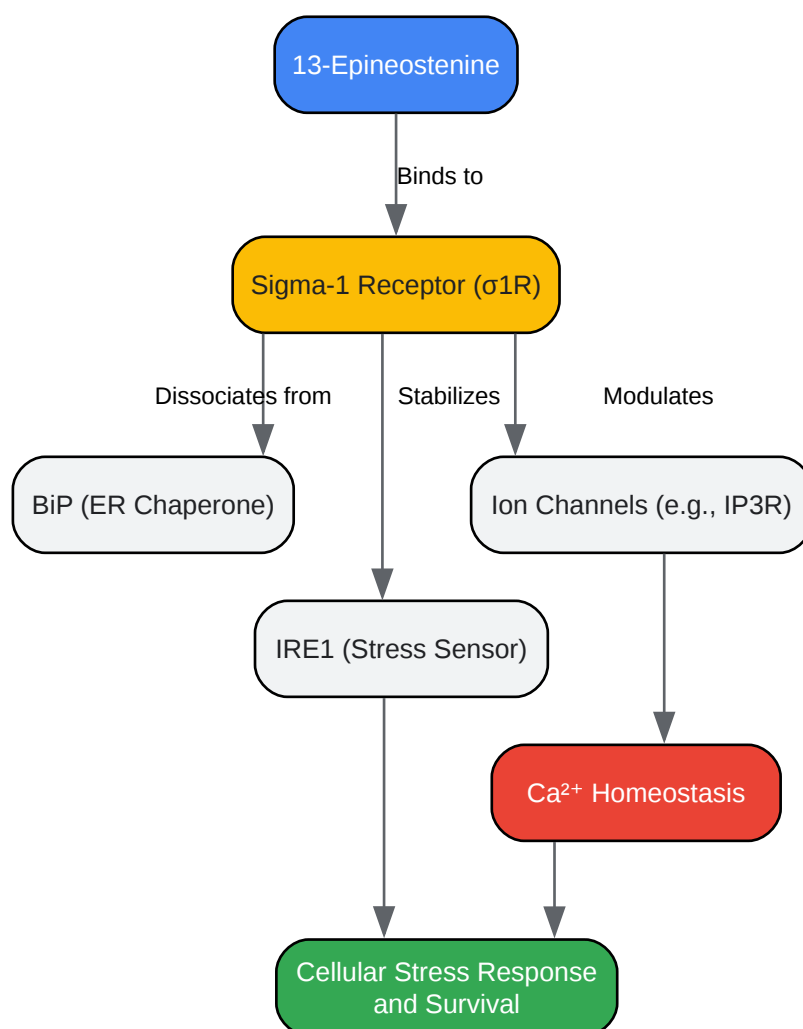 13-Epineostenine
Binds to
Sigma-1 Receptor (σ1R)
Dissociates from
Stabilizes
Modulates
BiP (ER Chaperone)
Ion Channels (e.g., IP3R)
IRE1 (Stress Sensor)
Ca²⁺ Homeostasis
Cellular Stress Response
and Survival